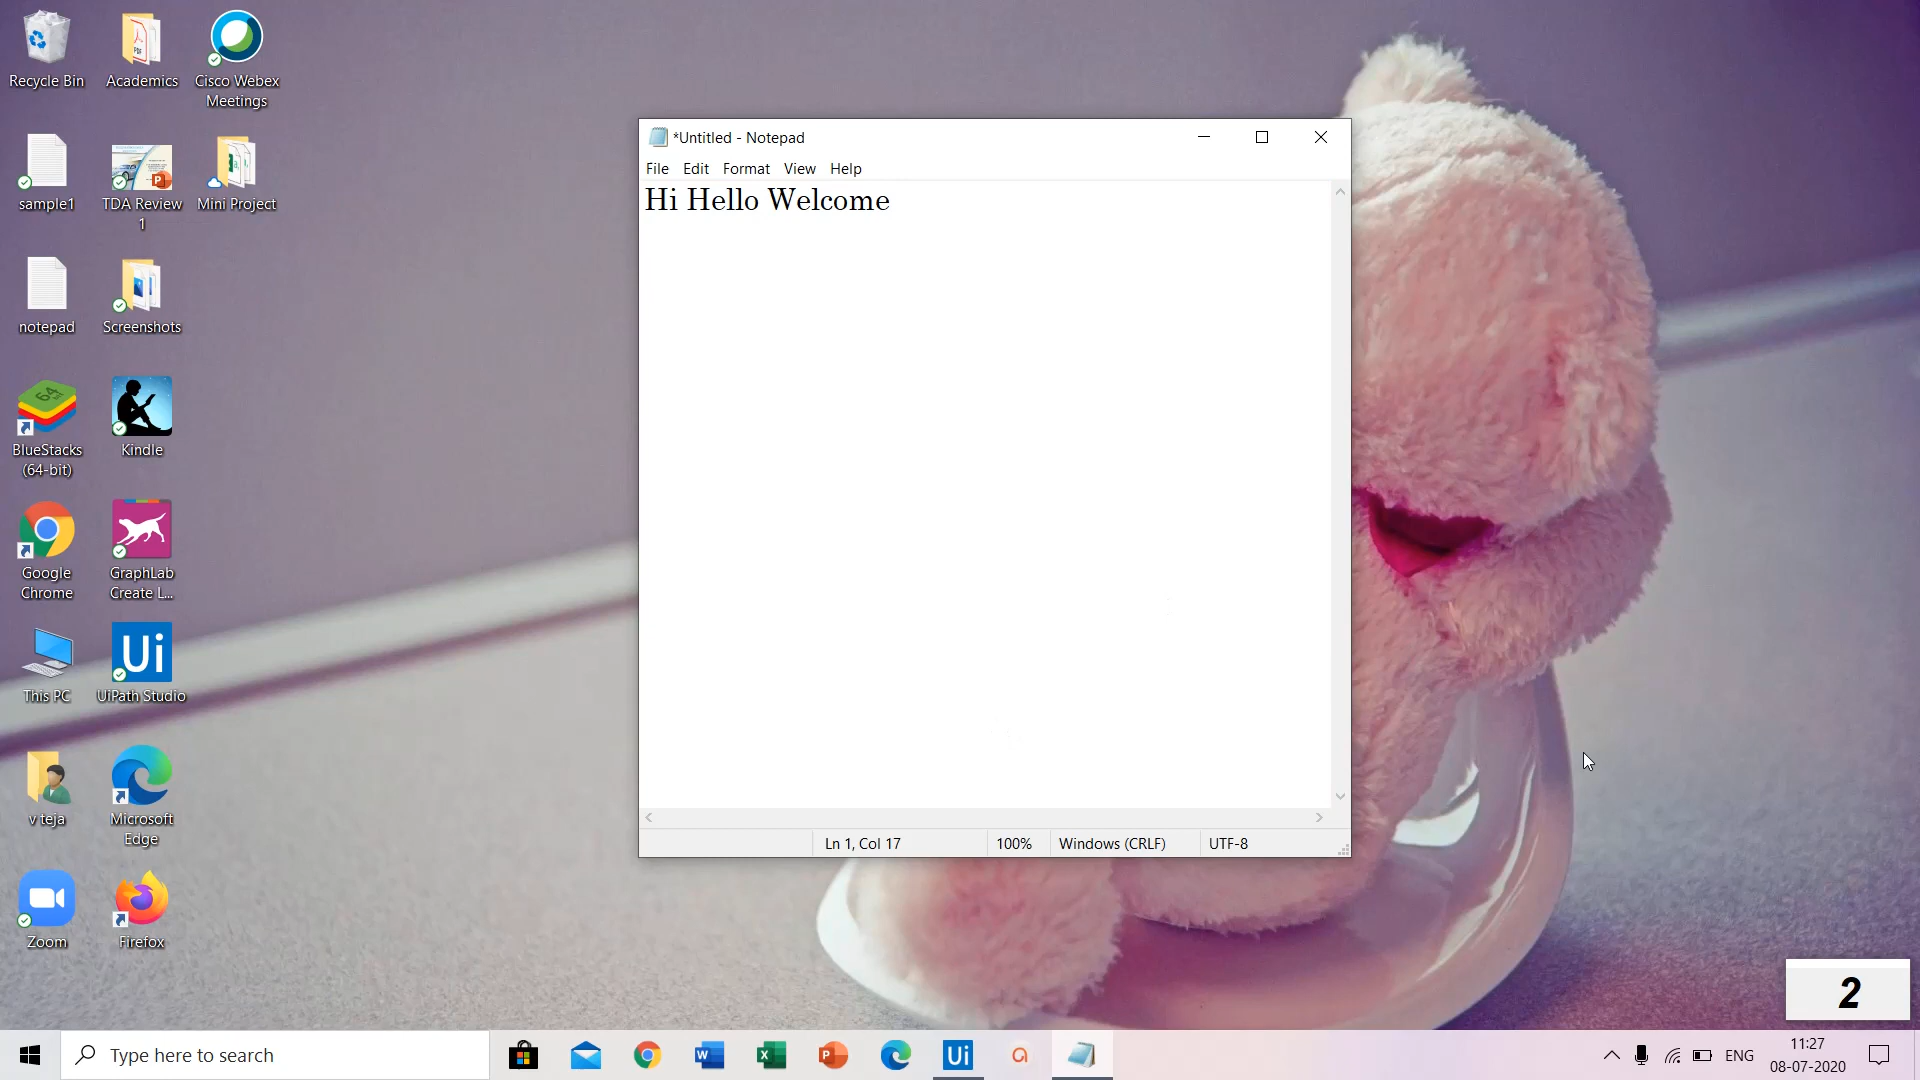 Recycle Bin
Academics
Cisco Webex
Meetings
sample1
TDA Review
1
Mini Project
notepad
Screenshots
BlueStacks
(64-bit)
Kindle
Google
Chrome
GraphLab
Create L...
This PC
UiPath Studio
v teja
Microsoft
Edge
Zoom
Firefox
*Untitled - Notepad
File Edit Format View Help
Hi Hello Welcome
Ln 1, Col 17 100% Windows (CRLF) UTF-8
2
Type here to search
ENG
11:27
08-07-2020